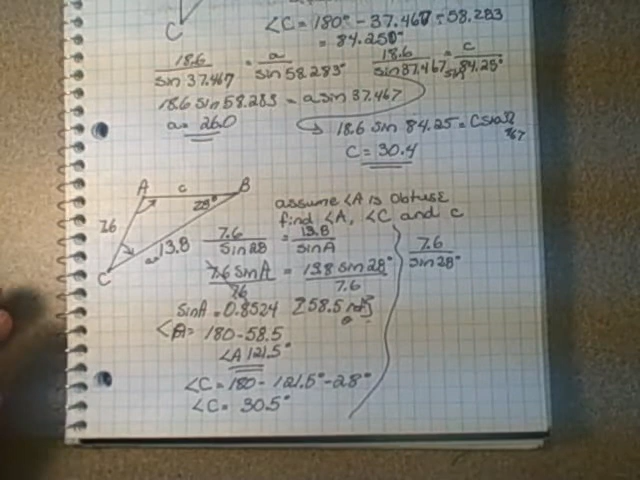 C
∠C = 180° - 37.467 - 58.283
= 84.250°
18.6 / sin 37.467 = a / sin 58.283°
18.6 / sin 37.467 = c / sin 84.25°
18.6 sin 58.283 = a sin 37.467
a = 26.0
18.6 sin 84.25 = C sin
C = 30.4
A c B
28°
7.6
a = 13.8
C
assume ∠A is obtuse
find ∠A, ∠C and c
7.6 / sin 28 = 13.8 / sin A
7.6 sin A / 7.6 = 13.8 sin 28° / 7.6
sin A = 0.8524 [58.5
∠A = 180 - 58.5
∠A 121.5°
∠C = 180 - 121.5° - 28°
∠C = 30.5°
7.6 / sin 28°